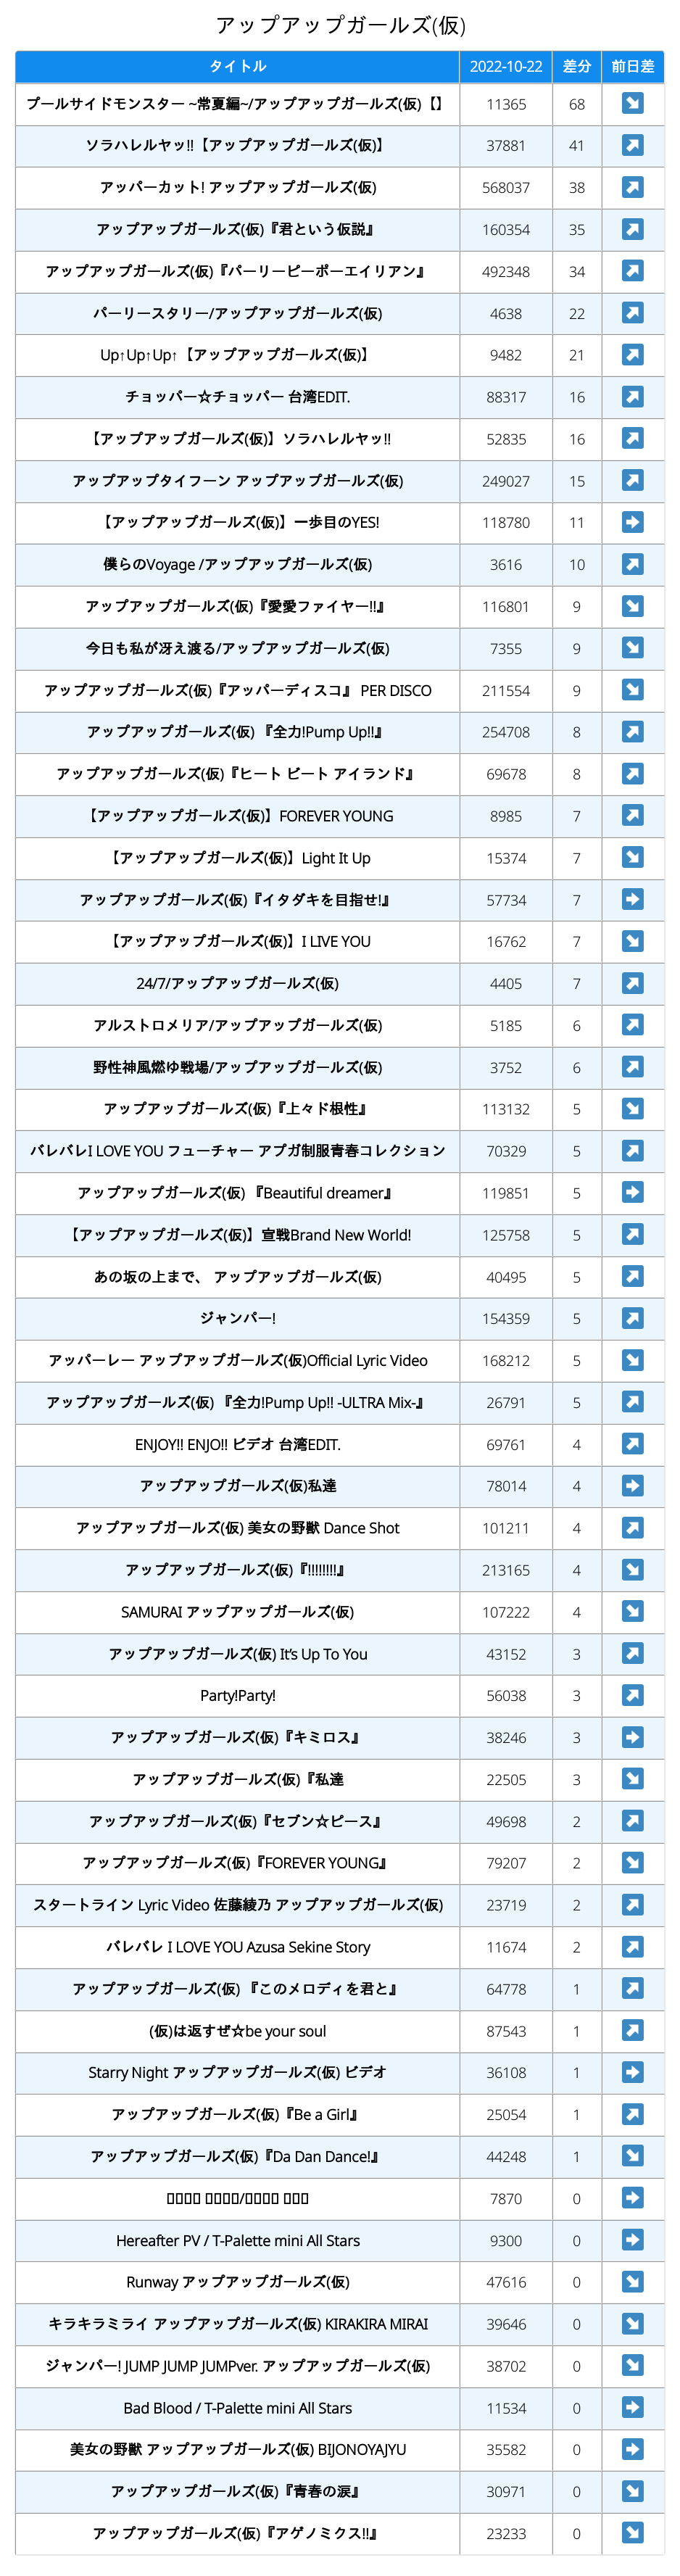 アップアップガールズ(仮)
タイトル 2022-10-22 差分 前日差
プールサイドモンスター ~常夏編~/アップアップガールズ(仮)【】 11365 68 ↘
ソラハレルヤッ!!【アップアップガールズ(仮)】 37881 41 ↗
アッパーカット! アップアップガールズ(仮) 568037 38 ↗
アップアップガールズ(仮)『君という仮説』 160354 35 ↗
アップアップガールズ(仮)『パーリーピーポーエイリアン』 492348 34 ↗
パーリースタリー/アップアップガールズ(仮) 4638 22 ↗
Up↑Up↑Up↑【アップアップガールズ(仮)】 9482 21 ↗
チョッパー☆チョッパー 台湾EDIT. 88317 16 ↗
【アップアップガールズ(仮)】ソラハレルヤッ!! 52835 16 ↗
アップアップタイフーン アップアップガールズ(仮) 249027 15 ↗
【アップアップガールズ(仮)】一歩目のYES! 118780 11 ➡
僕らのVoyage /アップアップガールズ(仮) 3616 10 ↗
アップアップガールズ(仮)『愛愛ファイヤー!!』 116801 9 ↘
今日も私が冴え渡る/アップアップガールズ(仮) 7355 9 ↘
アップアップガールズ(仮)『アッパーディスコ』 PER DISCO 211554 9 ↘
アップアップガールズ(仮) 『全力!Pump Up!!』 254708 8 ↗
アップアップガールズ(仮)『ヒート ビート アイランド』 69678 8 ↗
【アップアップガールズ(仮)】FOREVER YOUNG 8985 7 ↗
【アップアップガールズ(仮)】Light It Up 15374 7 ↘
アップアップガールズ(仮)『イタダキを目指せ!』 57734 7 ➡
【アップアップガールズ(仮)】I LIVE YOU 16762 7 ↘
24/7/アップアップガールズ(仮) 4405 7 ↗
アルストロメリア/アップアップガールズ(仮) 5185 6 ↗
野性神風燃ゆ戦場/アップアップガールズ(仮) 3752 6 ↗
アップアップガールズ(仮)『上々ド根性』 113132 5 ↘
バレバレI LOVE YOU フューチャー アプガ制服青春コレクション 70329 5 ↗
アップアップガールズ(仮) 『Beautiful dreamer』 119851 5 ➡
【アップアップガールズ(仮)】宣戦Brand New World! 125758 5 ↗
あの坂の上まで、 アップアップガールズ(仮) 40495 5 ↗
ジャンパー! 154359 5 ↗
アッパーレー アップアップガールズ(仮)Official Lyric Video 168212 5 ↘
アップアップガールズ(仮) 『全力!Pump Up!! -ULTRA Mix-』 26791 5 ↗
ENJOY!! ENJO!! ビデオ 台湾EDIT. 69761 4 ↗
アップアップガールズ(仮)私達 78014 4 ➡
アップアップガールズ(仮) 美女の野獣 Dance Shot 101211 4 ↗
アップアップガールズ(仮)『!!!!!!!!』 213165 4 ↘
SAMURAI アップアップガールズ(仮) 107222 4 ↘
アップアップガールズ(仮) It's Up To You 43152 3 ↗
Party!Party! 56038 3 ↗
アップアップガールズ(仮)『キミロス』 38246 3 ➡
アップアップガールズ(仮)『私達 22505 3 ↘
アップアップガールズ(仮)『セブン☆ピース』 49698 2 ↗
アップアップガールズ(仮)『FOREVER YOUNG』 79207 2 ↘
スタートライン Lyric Video 佐藤綾乃 アップアップガールズ(仮) 23719 2 ↗
バレバレ I LOVE YOU Azusa Sekine Story 11674 2 ↗
アップアップガールズ(仮) 『このメロディを君と』 64778 1 ↗
(仮)は返すぜ☆be your soul 87543 1 ↗
Starry Night アップアップガールズ(仮) ビデオ 36108 1 ➡
アップアップガールズ(仮)『Be a Girl』 25054 1 ↗
アップアップガールズ(仮)『Da Dan Dance!』 44248 1 ↘
7870 0 ➡
Hereafter PV / T-Palette mini All Stars 9300 0 ➡
Runway アップアップガールズ(仮) 47616 0 ↘
キラキラミライ アップアップガールズ(仮) KIRAKIRA MIRAI 39646 0 ↘
ジャンパー! JUMP JUMP JUMPver. アップアップガールズ(仮) 38702 0 ↘
Bad Blood / T-Palette mini All Stars 11534 0 ➡
美女の野獣 アップアップガールズ(仮) BIJONOYAJYU 35582 0 ➡
アップアップガールズ(仮)『青春の涙』 30971 0 ↘
アップアップガールズ(仮)『アゲノミクス!!』 23233 0 ↘